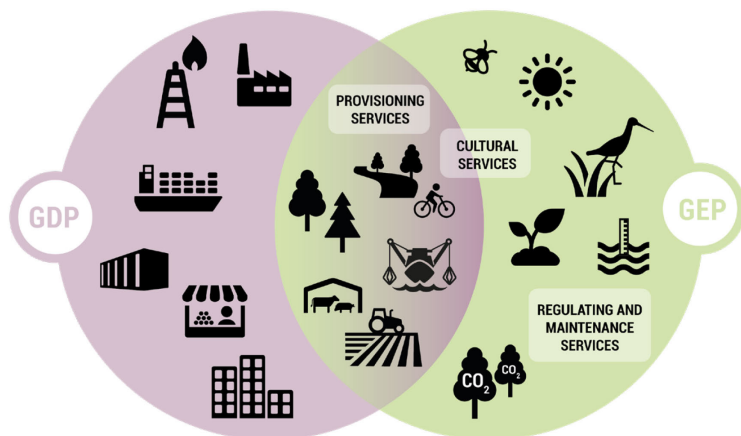 PROVISIONING
SERVICES
CULTURAL
SERVICES
GDP
GEP
REGULATING AND
MAINTENANCE
SERVICES
CO₂
CO₂